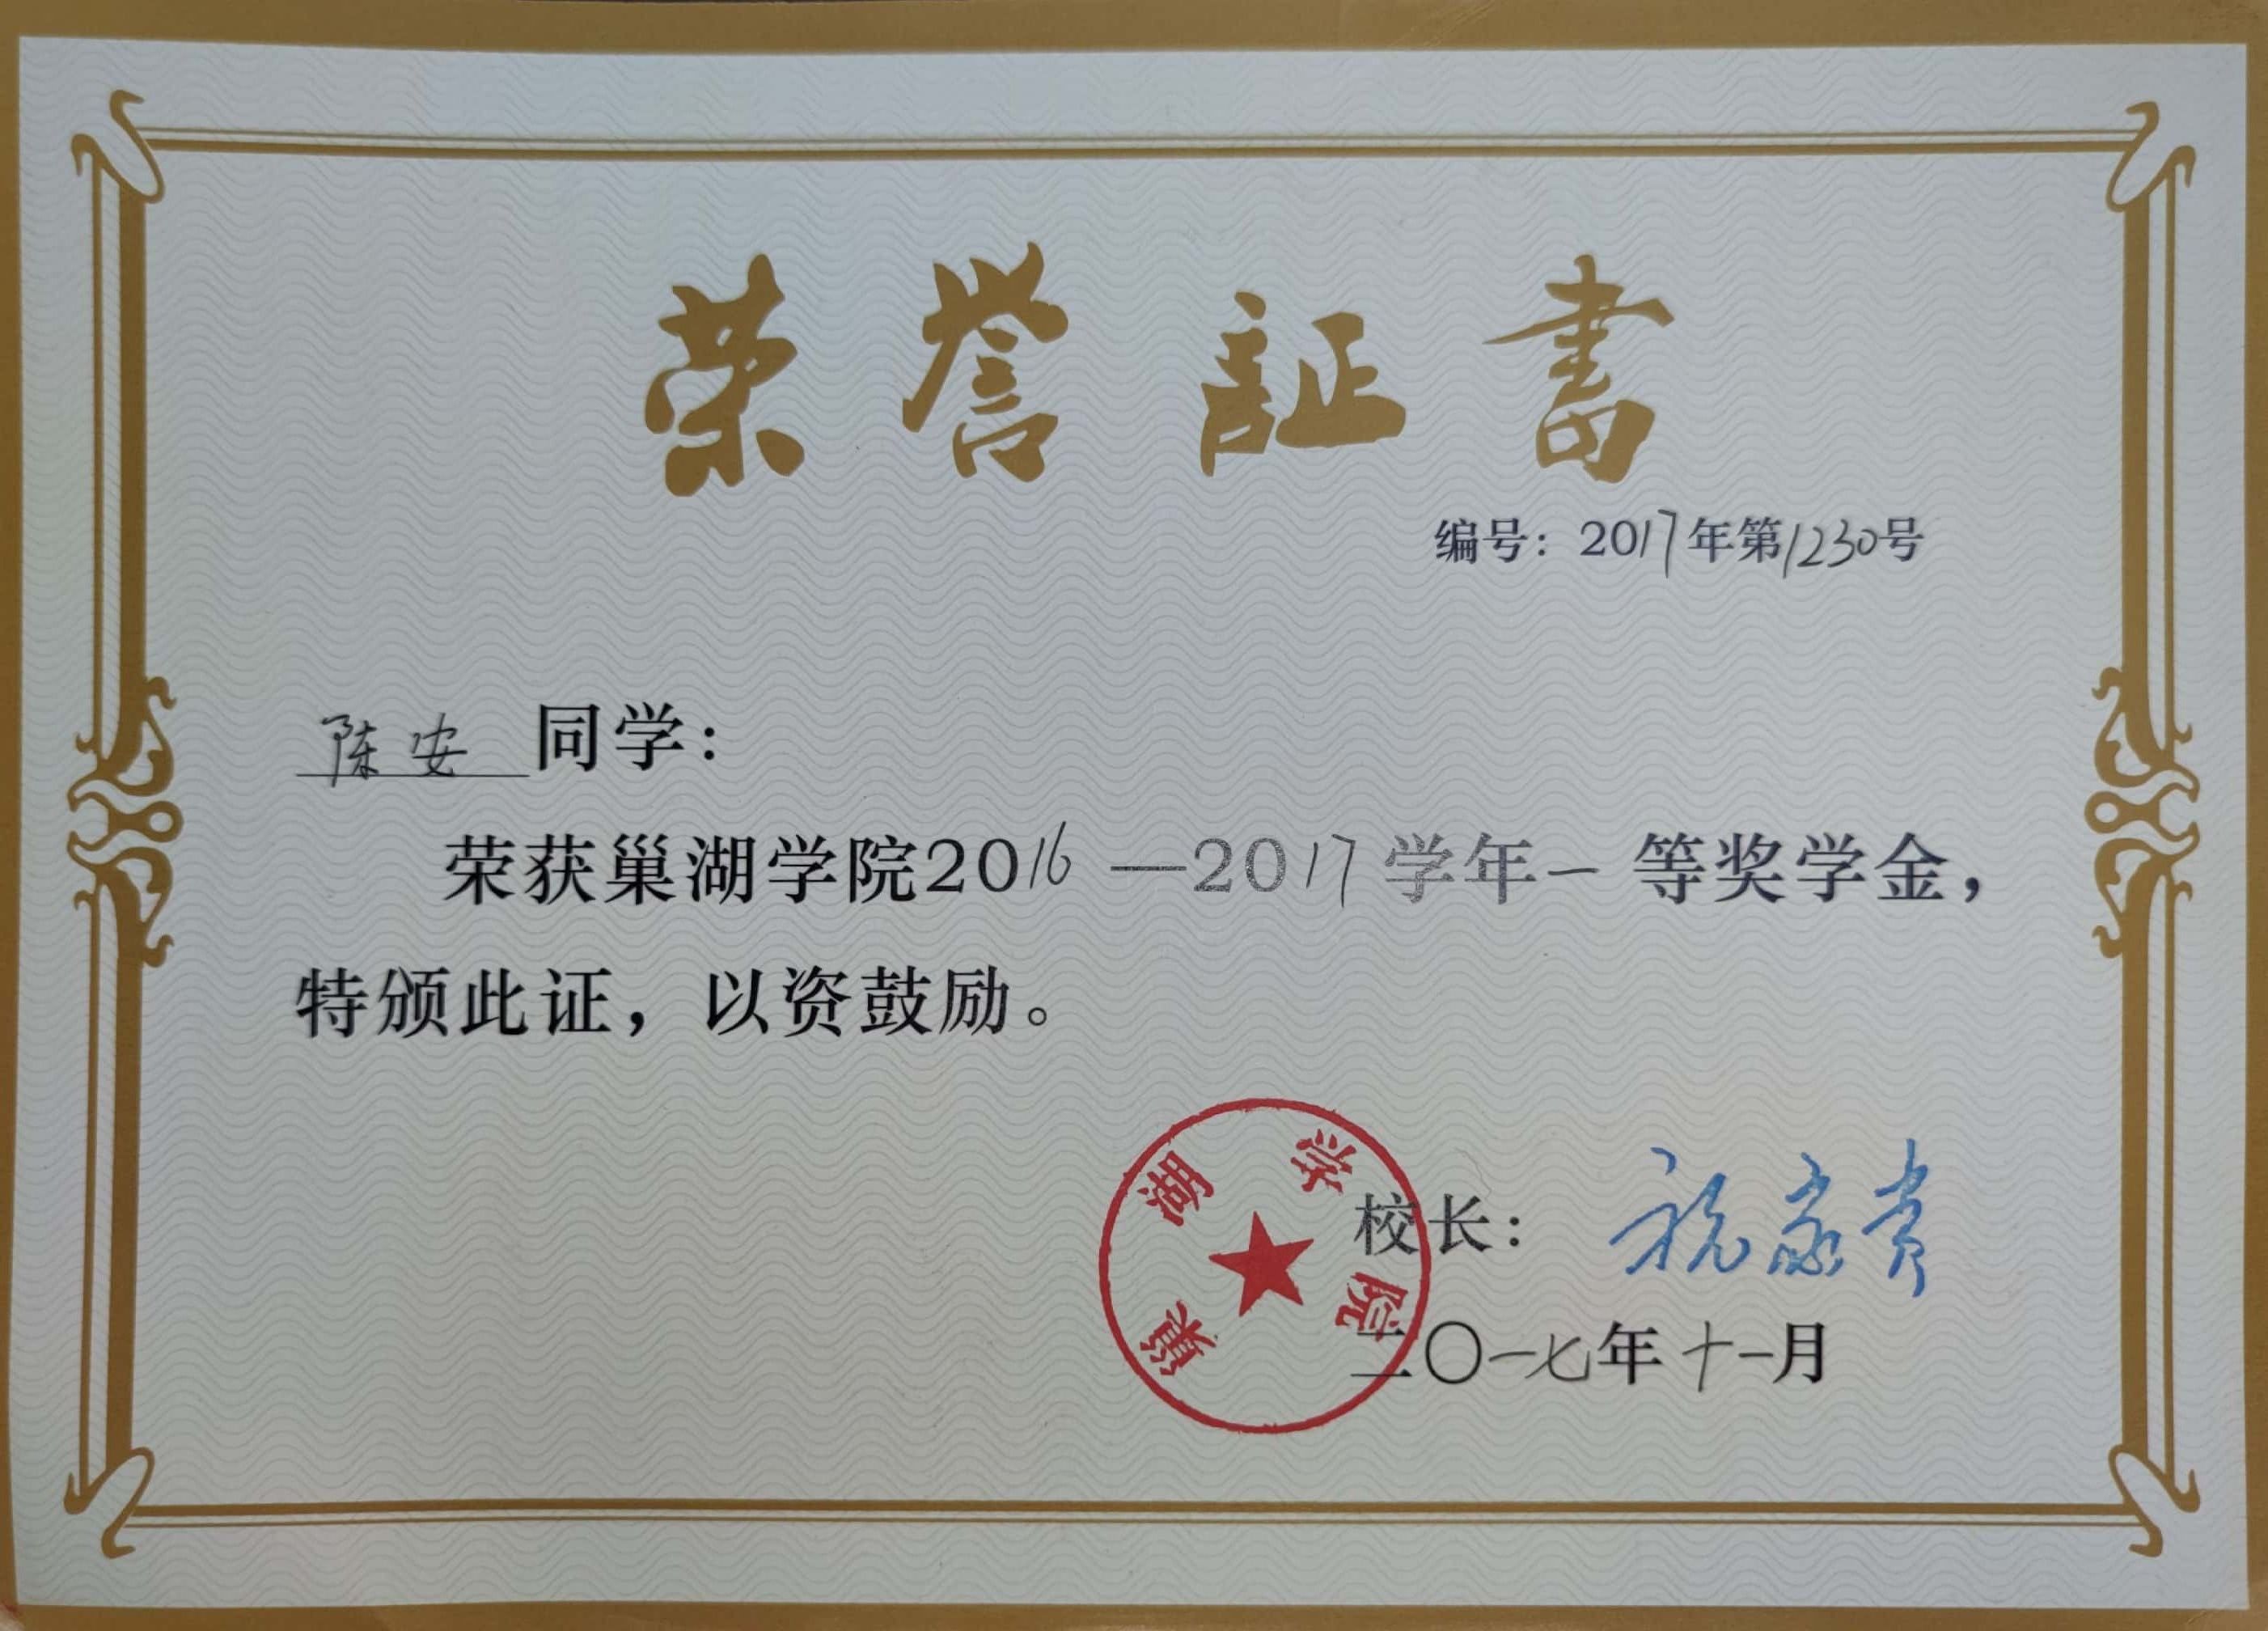 荣誉証書
编号：2017年第1230号
陈安同学：
荣获巢湖学院2016—2017学年一等奖学金，
特颁此证，以资鼓励。
巢湖学院
校长：祝家贵
二〇一七年十一月